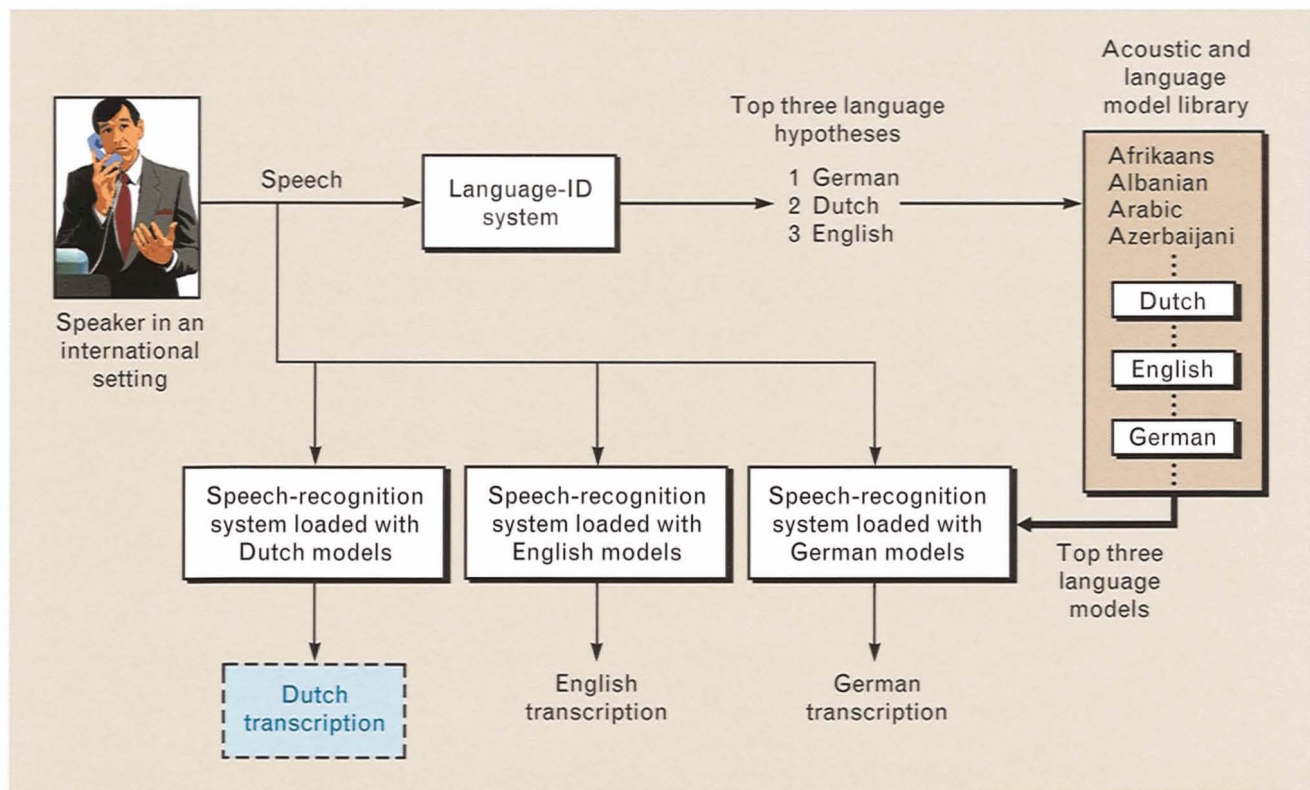 Acoustic and
language
model library
Top three language
hypotheses
Speech
Language-ID
system
1 German
2 Dutch
3 English
Afrikaans
Albanian
Arabic
Azerbaijani
Dutch
English
German
Speaker in an
international
setting
Speech-recognition
system loaded with
Dutch models
Speech-recognition
system loaded with
English models
Speech-recognition
system loaded with
German models
Top three
language
models
Dutch
transcription
English
transcription
German
transcription